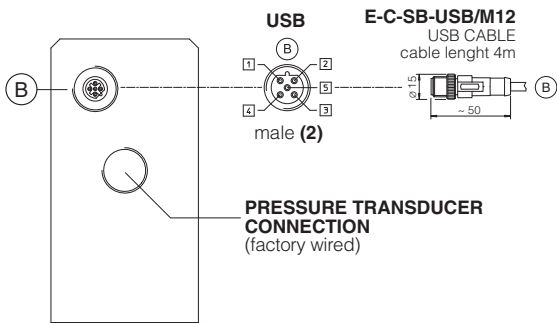 USB
B
1
2
5
4
3
male (2)
E-C-SB-USB/M12
USB CABLE
cable lenght 4m
ø 15
~ 50
B
B
PRESSURE TRANSDUCER
CONNECTION
(factory wired)